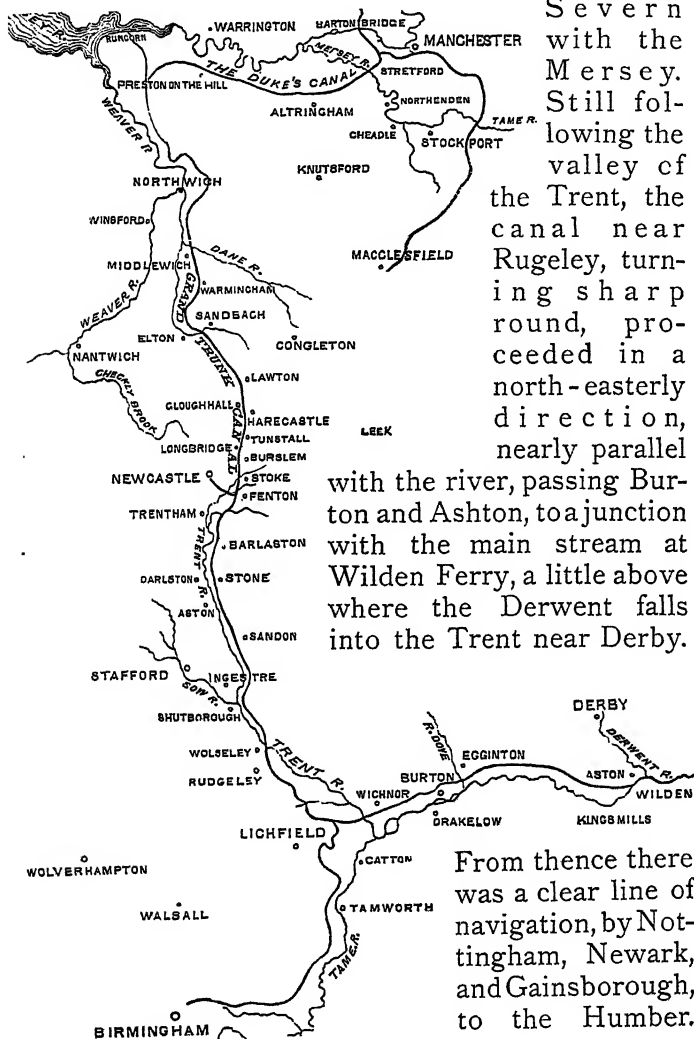 Severn
with the
Mersey.
Still fol-
lowing the
valley cf
the Trent, the
canal near
Rugeley, turn-
ing sharp
round, pro-
ceeded in a
north-easterly
direction,
nearly parallel
with the river, passing Bur-
ton and Ashton, to a junction
with the main stream at
Wilden Ferry, a little above
where the Derwent falls
into the Trent near Derby.
From thence there
was a clear line of
navigation, by Not-
tingham, Newark,
and Gainsborough,
to the Humber.
WARRINGTON
BARTON BRIDGE
RUNCORN
MANCHESTER
MERSEY R.
THE DUKE'S CANAL
STRETFORD
PRESTON ON THE HILL
ALTRINGHAM
NORTHENDEN
WEAVER R
TAME R.
CHEADLE
STOCKPORT
KNUTSFORD
NORTHWICH
WINSFORD
MACCLESFIELD
DANE R.
MIDDLEWICH
WARMINCHAM
WEAVER R.
SANDBACH
GRAND TRUNK CANAL
ELTON
CONGLETON
NANTWICH
CHECKLY BROOK
LAWTON
CLOUGH HALL
HARECASTLE
LEEK
TUNSTALL
LONGBRIDGE
BURSLEM
NEWCASTLE
STOKE
FENTON
TRENTHAM
TRENT R.
BARLASTON
DARLSTON
STONE
ASTON
SANDON
STAFFORD
INGESTRE
SOW R.
SHUTBOROUGH
DERBY
R. DOVE
DERWENT R.
WOLSELEY
TRENT R.
EGGINTON
RUDGELEY
BURTON
ASTON
WICHNOR
WILDEN
DRAKELOW
KINGS MILLS
LICHFIELD
CATTON
WOLVERHAMPTON
TAMWORTH
WALSALL
TAME R.
BIRMINGHAM